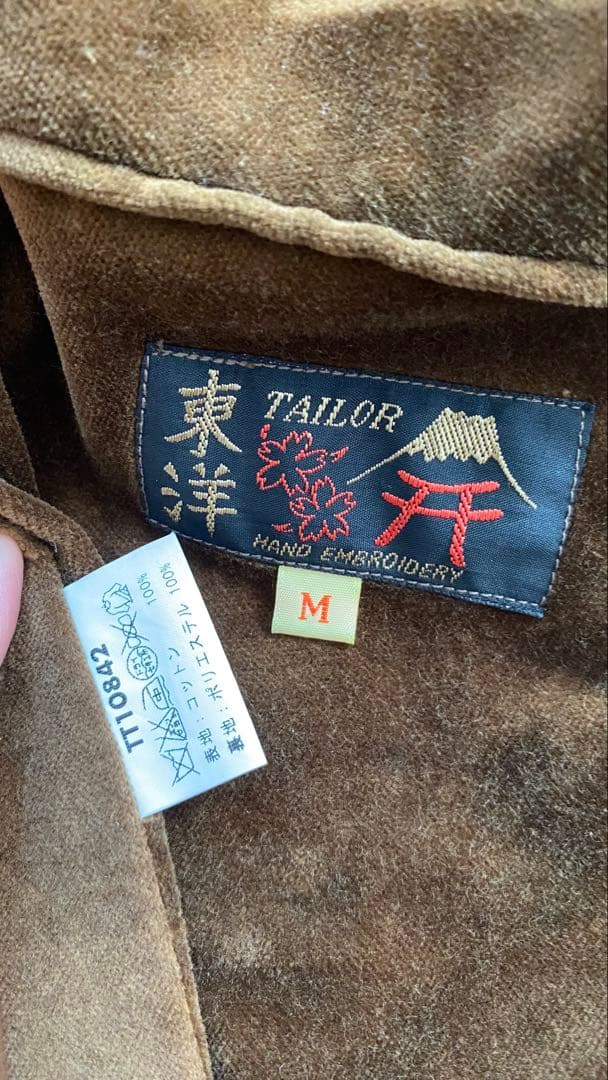 東洋
TAILOR
HAND EMBROIDERY
M
TT10842
表地：コットン 100%
裏地：ポリエステル 100%